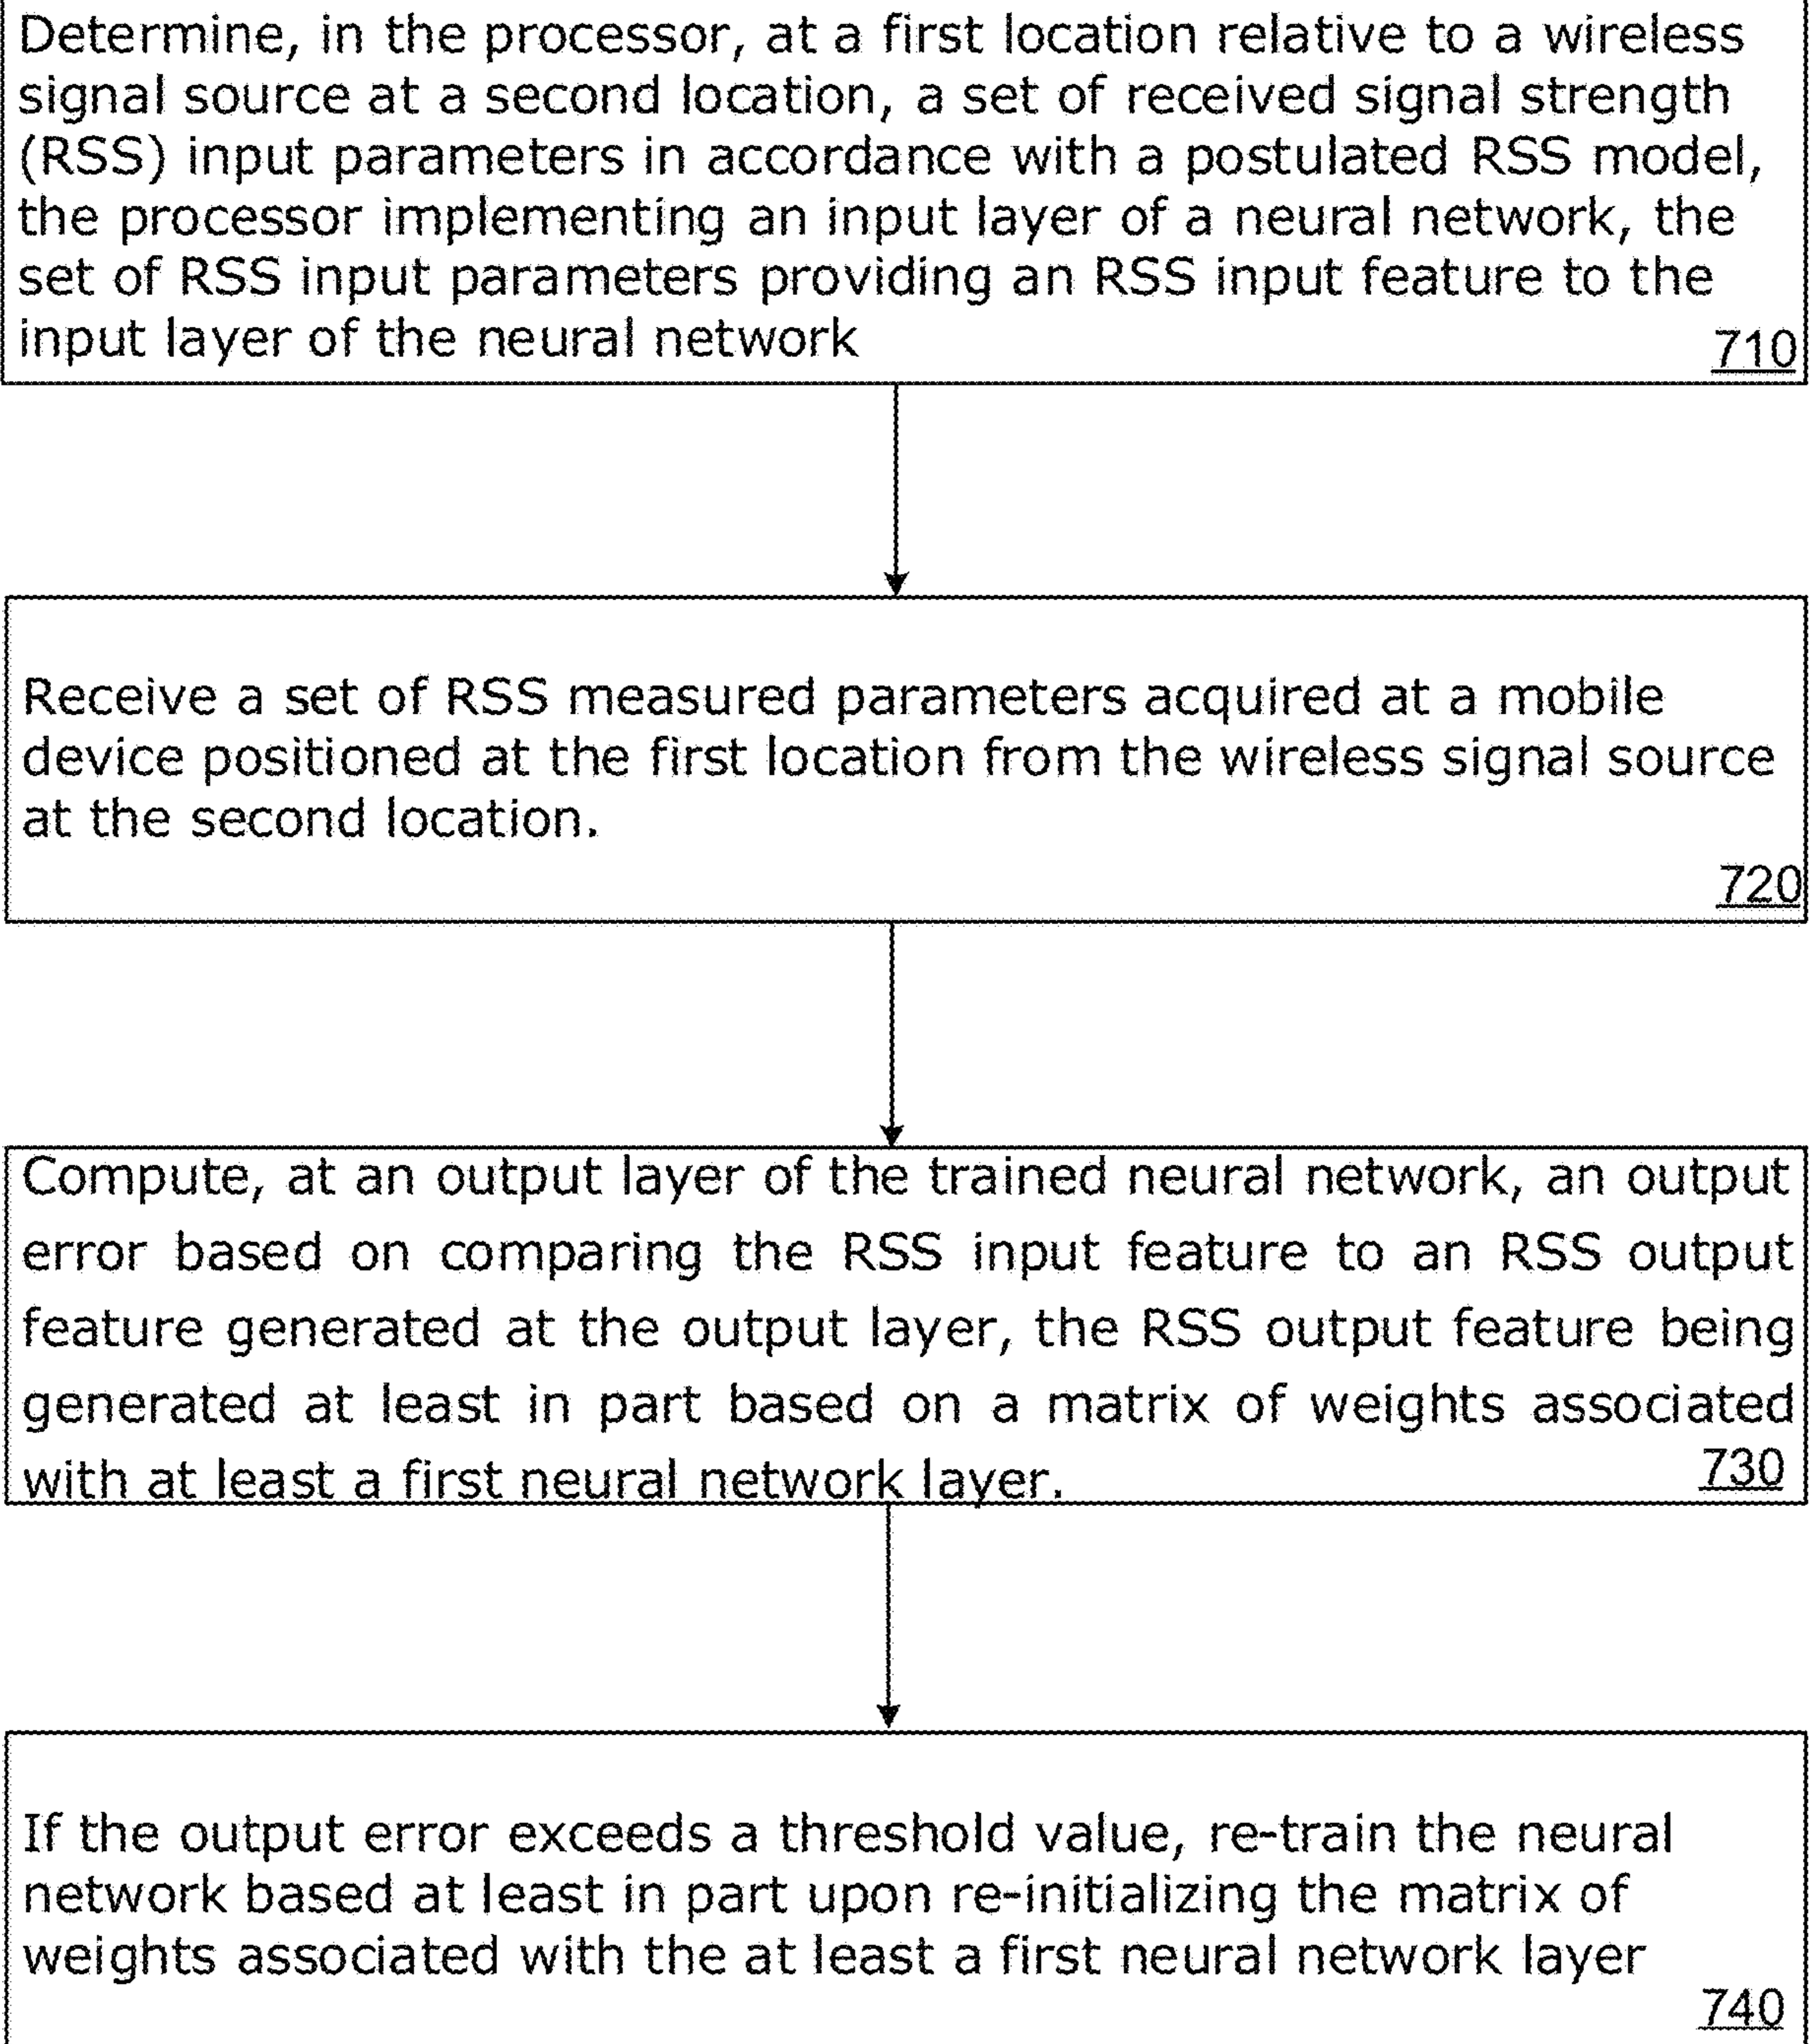 Determine, in the processor, at a first location relative to a wireless
signal source at a second location, a set of received signal strength
(RSS) input parameters in accordance with a postulated RSS model,
the processor implementing an input layer of a neural network, the
set of RSS input parameters providing an RSS input feature to the
input layer of the neural network
710
Receive a set of RSS measured parameters acquired at a mobile
device positioned at the first location from the wireless signal source
at the second location.
720
Compute, at an output layer of the trained neural network, an output
error based on comparing the RSS input feature to an RSS output
feature generated at the output layer, the RSS output feature being
generated at least in part based on a matrix of weights associated
with at least a first neural network layer.
730
If the output error exceeds a threshold value, re-train the neural
network based at least in part upon re-initializing the matrix of
weights associated with the at least a first neural network layer
740